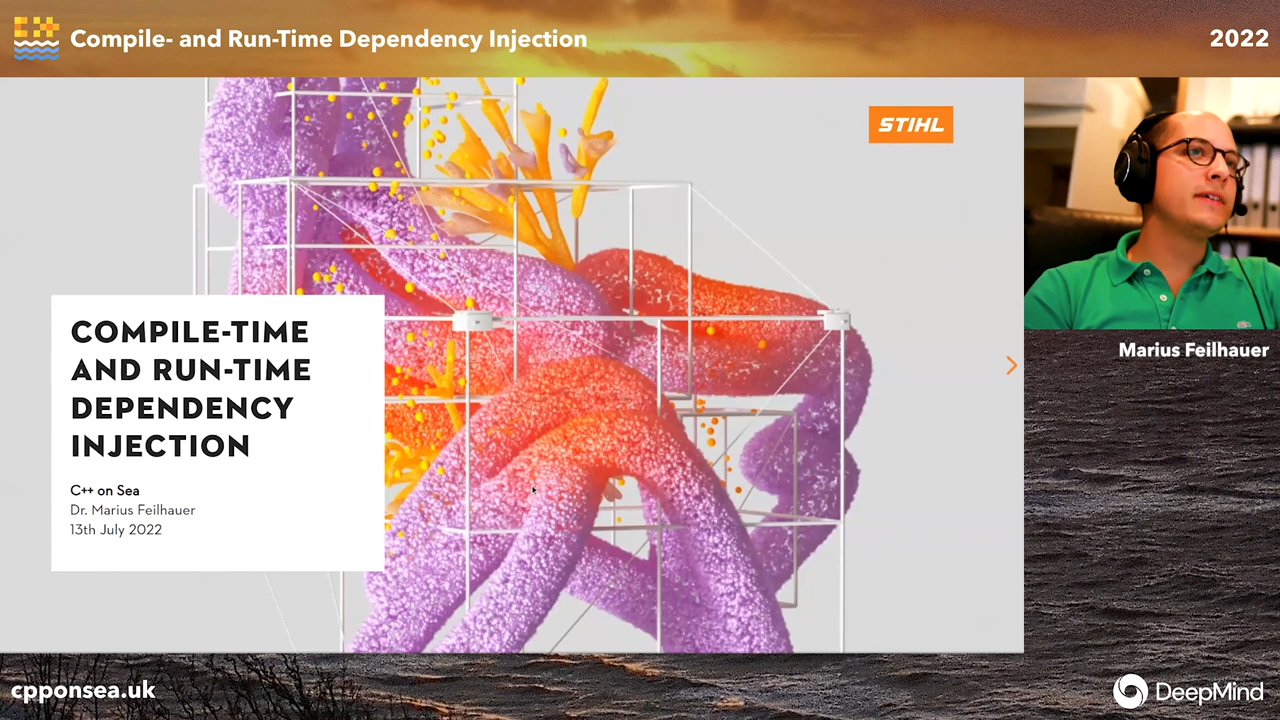 Compile- and Run-Time Dependency Injection
2022
STIHL
COMPILE-TIME
AND RUN-TIME
DEPENDENCY
INJECTION
C++ on Sea
Dr. Marius Feilhauer
13th July 2022
Marius Feilhauer
cpponsea.uk
DeepMind